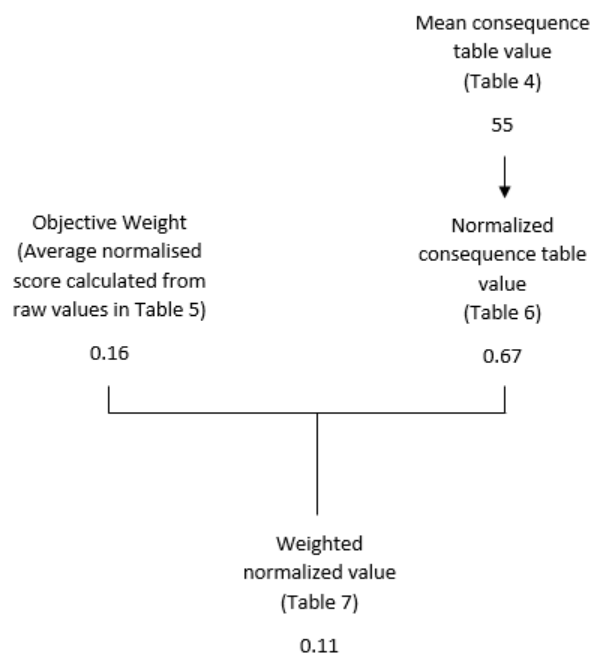 Mean consequence
table value
(Table 4)
55
Objective Weight
(Average normalised
score calculated from
raw values in Table 5)
0.16
Normalized
consequence table
value
(Table 6)
0.67
Weighted
normalized value
(Table 7)
0.11